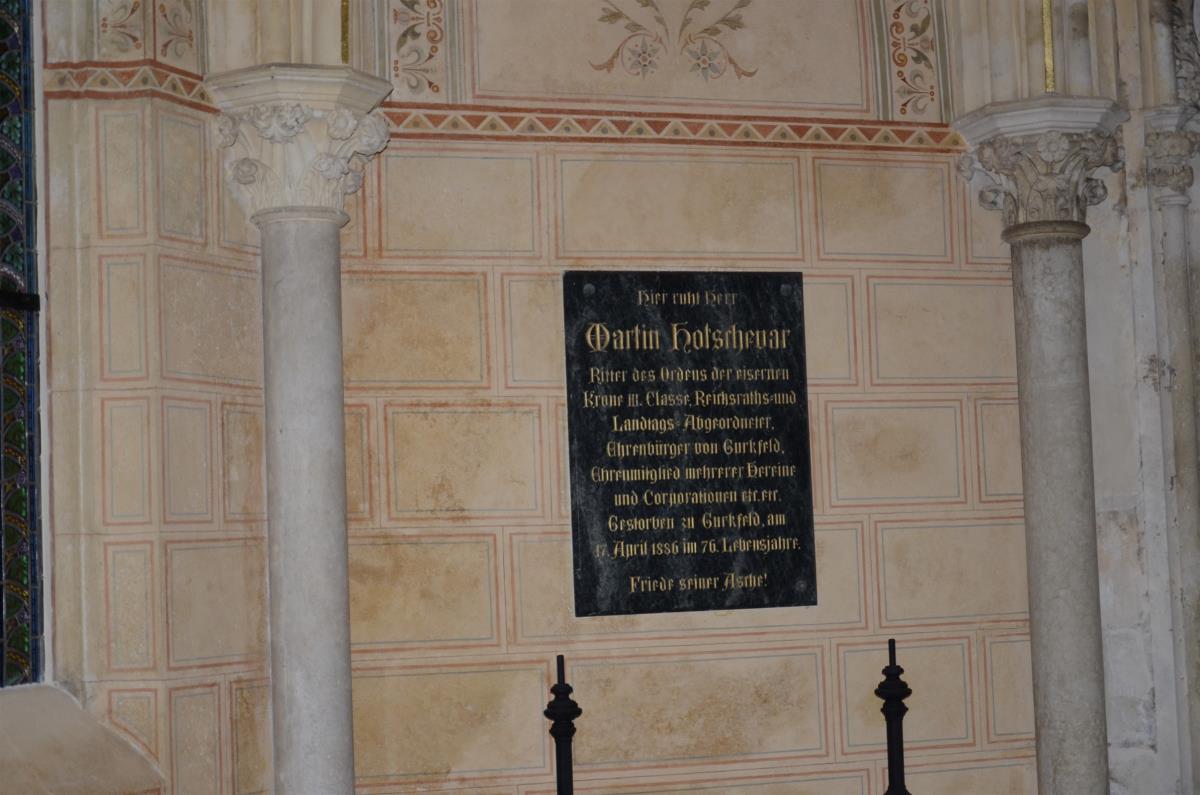 Hier ruht Herr
Martin Hotschevar
Ritter des Ordens der eisernen
Krone III. Classe, Reichsraths=und
Landtags=Abgeordneter,
Ehrenbürger von Gurkfeld,
Ehrenmitglied mehrerer Vereine
und Corporationen etc. etc.
Gestorben zu Gurkfeld, am
17. April 1886 im 76. Lebensjahre.
Friede seiner Asche!